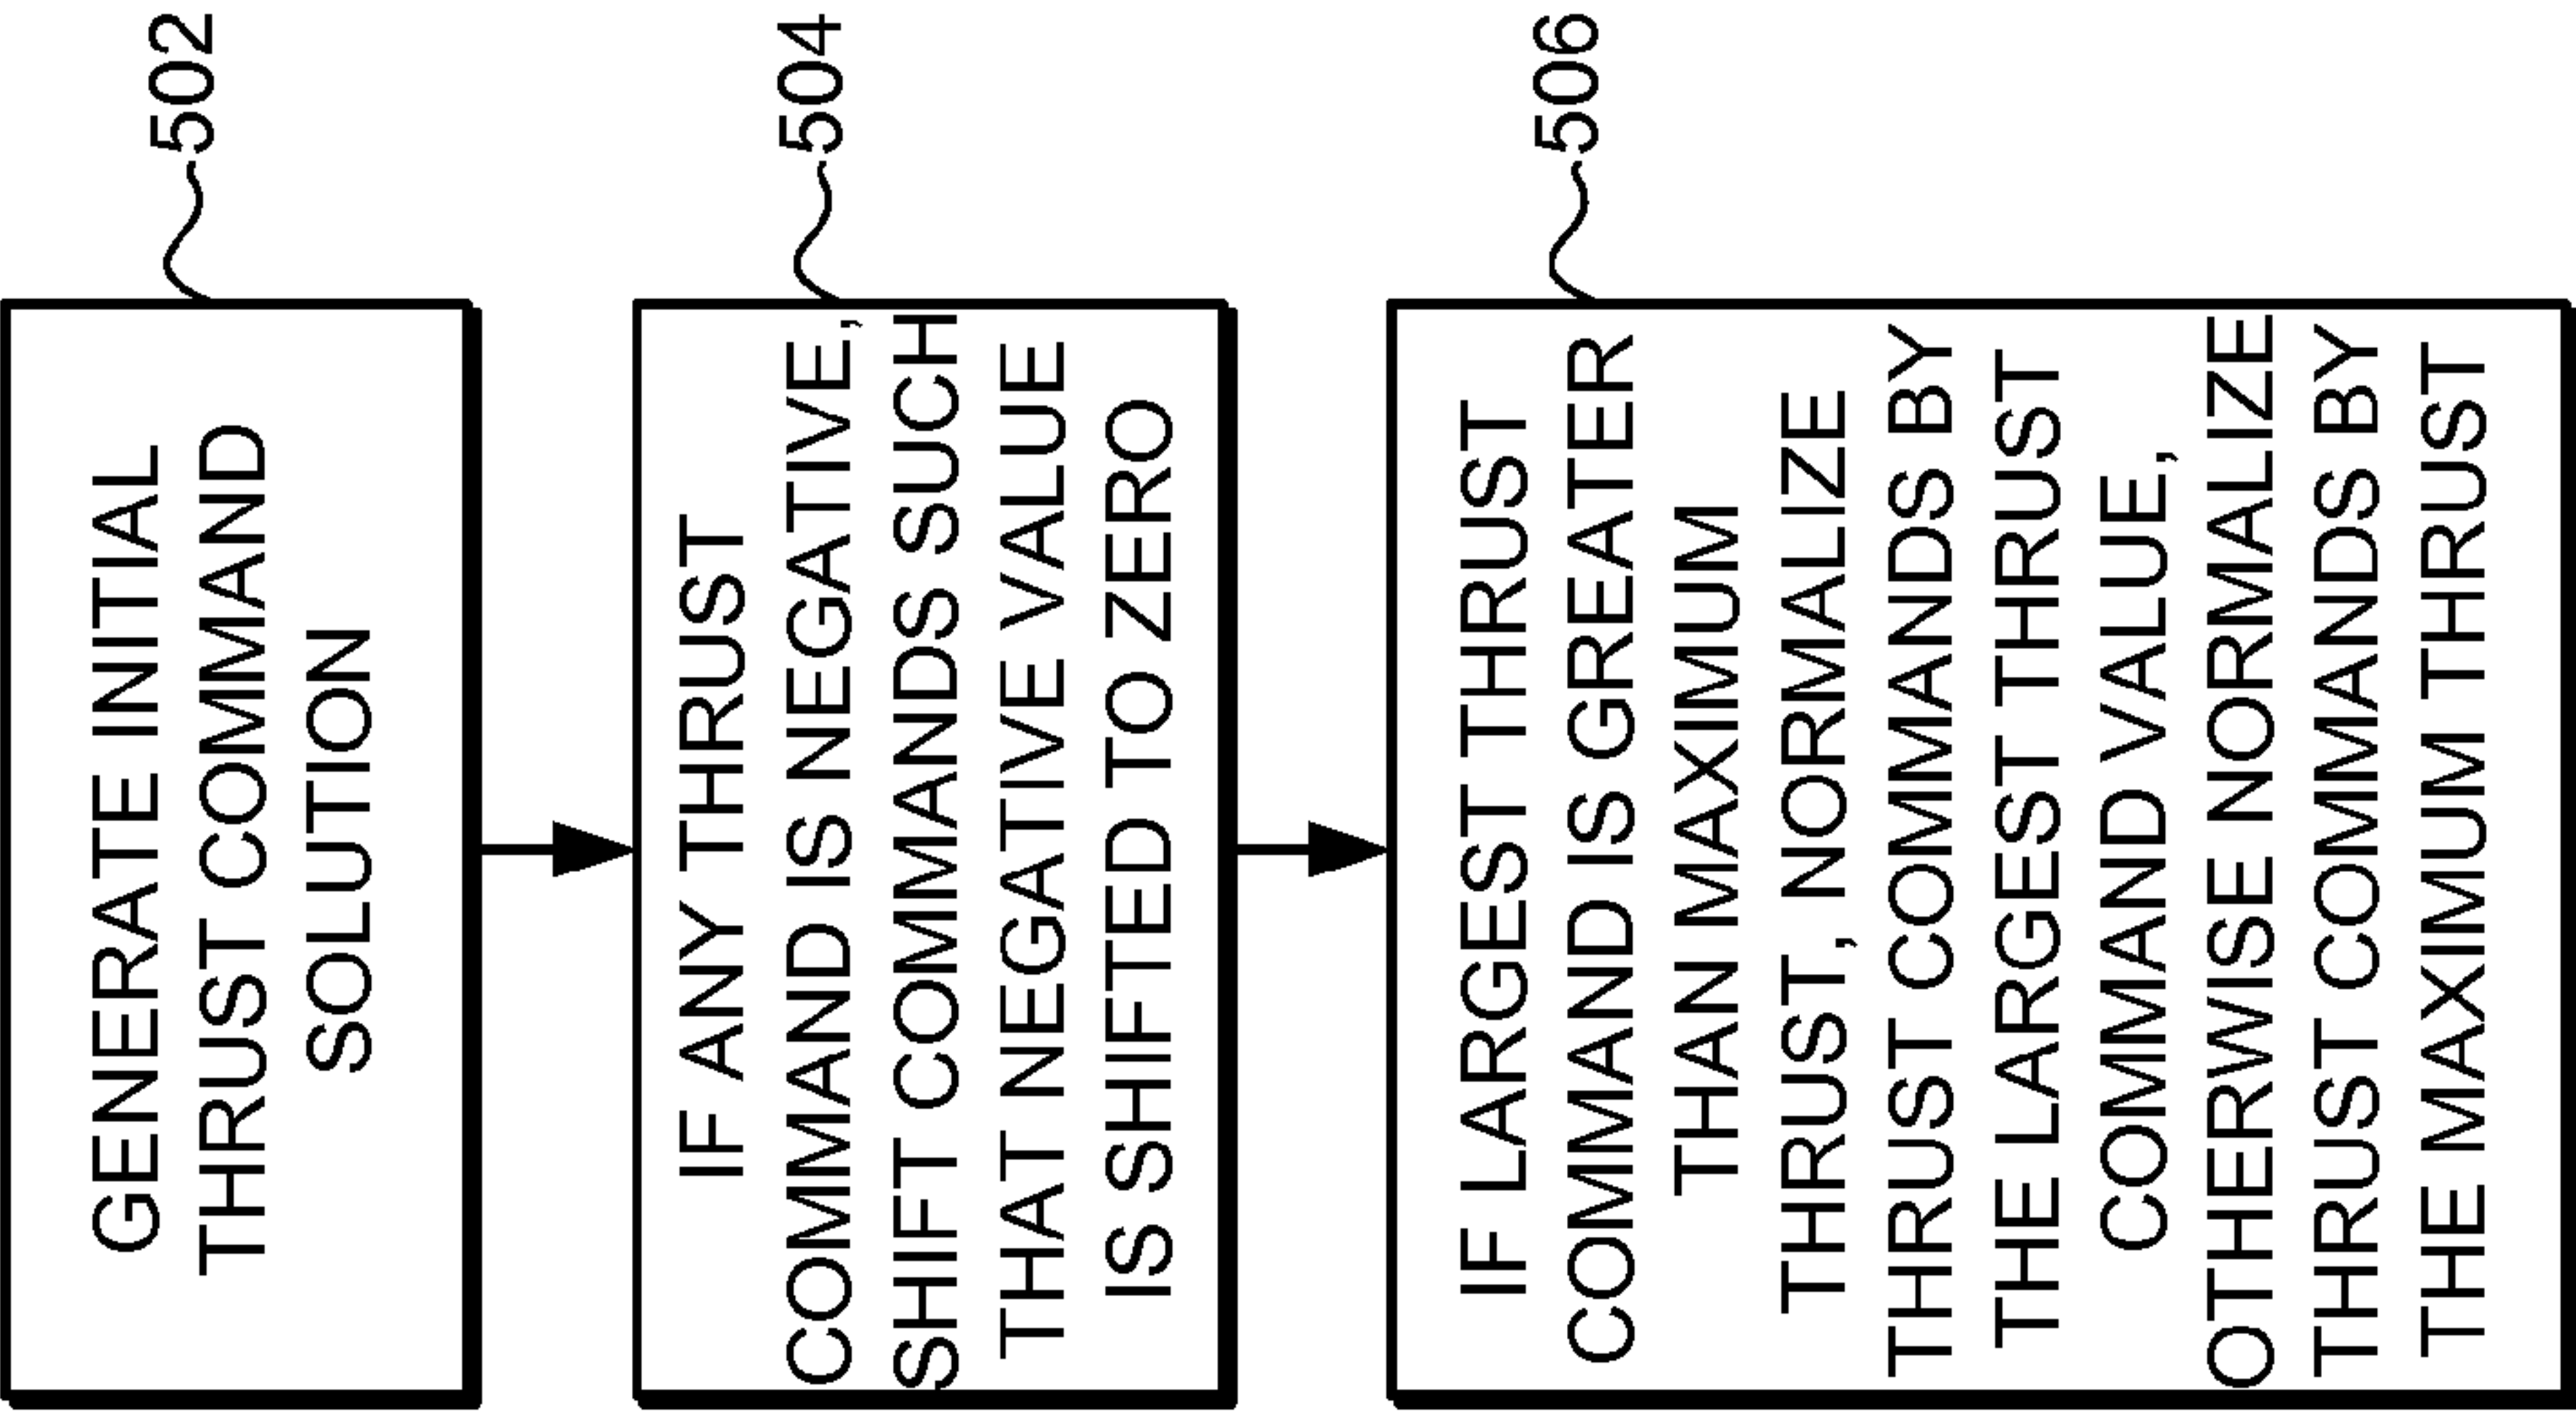 GENERATE INITIAL
THRUST COMMAND
SOLUTION
502
IF ANY THRUST
COMMAND IS NEGATIVE,
SHIFT COMMANDS SUCH
THAT NEGATIVE VALUE
IS SHIFTED TO ZERO
504
IF LARGEST THRUST
COMMAND IS GREATER
THAN MAXIMUM
THRUST, NORMALIZE
THRUST COMMANDS BY
THE LARGEST THRUST
COMMAND VALUE,
OTHERWISE NORMALIZE
THRUST COMMANDS BY
THE MAXIMUM THRUST
506